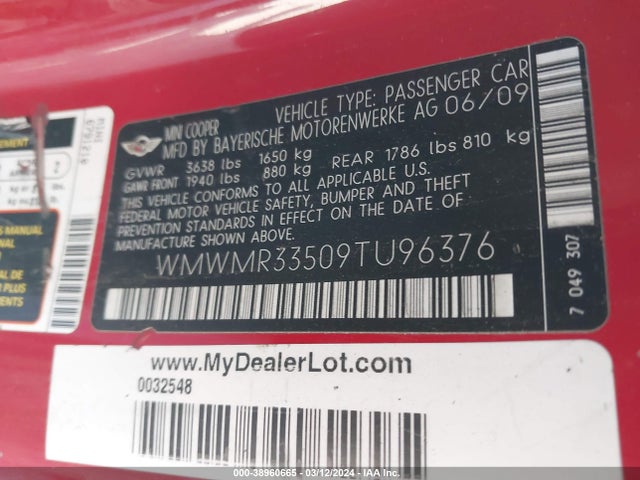 VEHICLE TYPE: PASSENGER CAR
MINI COOPER
MFD BY BAYERISCHE MOTORENWERKE AG 06/09
GVWR 3638 lbs 1650 kg
GAWR FRONT 1940 lbs 880 kg REAR 1786 lbs 810 kg
THIS VEHICLE CONFORMS TO ALL APPLICABLE U.S.
FEDERAL MOTOR VEHICLE SAFETY, BUMPER, AND THEFT
PREVENTION STANDARDS IN EFFECT ON THE DATE OF
MANUFACTURE SHOWN ABOVE.
WMWMR33509TU96376
7 049 307
MINI
S MANUAL
www.MyDealerLot.com
0032548
000-38960665 - 03/12/2024 - IAA Inc.